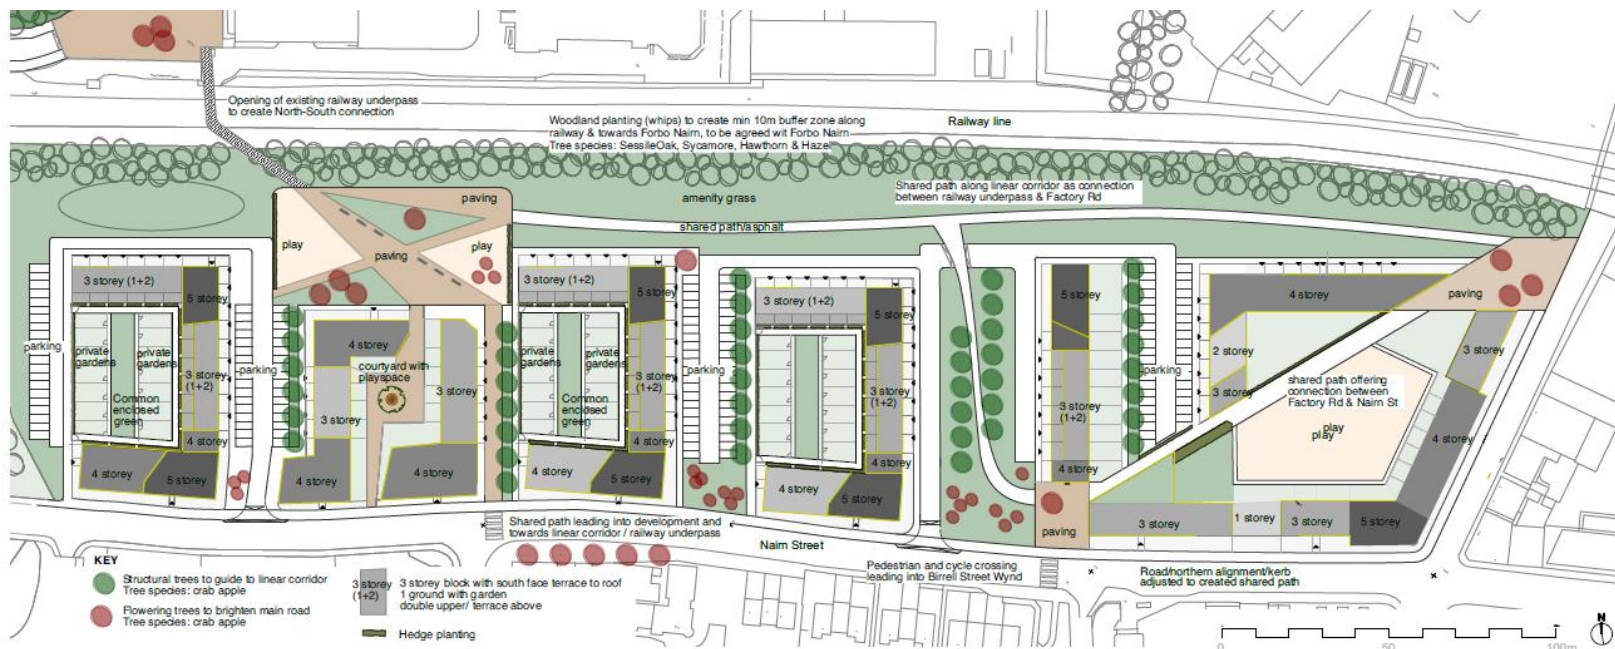 Opening of existing railway underpass
to create North-South connection
Woodland planting (whips) to create min 10m buffer zone along
railway & towards Forbo Nairn, to be agreed wit Forbo Nairn
Tree species: SessileOak, Sycamore, Hawthorn & Hazel
Railway line
Shared path along linear corridor as connection
between railway underpass & Factory Rd
amenity grass
paving
shared path/asphalt
play
paving
play
3 storey (1+2)
5 storey
parking
private
gardens
private
gardens
3 storey
(1+2)
Common
enclosed
green
4 storey
4 storey
5 storey
parking
4 storey
courtyard with
playspace
3 storey
3 storey
4 storey
4 storey
3 storey (1+2)
5 storey
private
gardens
private
gardens
3 storey
(1+2)
Common
enclosed
green
4 storey
4 storey
5 storey
parking
3 storey (1+2)
5 storey
3 storey
(1+2)
4 storey
4 storey
5 storey
5 storey
3 storey
(1+2)
4 storey
parking
4 storey
2 storey
3 storey
paving
3 storey
shared path offering
connection between
Factory Rd & Nairn St
play
play
4 storey
paving
3 storey
1 storey
3 storey
5 storey
Shared path leading into development and
towards linear corridor / railway underpass
Nairn Street
Pedestrian and cycle crossing
leading into Birrell Street Wynd
Road/northern alignment/kerb
adjusted to created shared path
KEY
Structural trees to guide to linear corridor
Tree species: crab apple
Flowering trees to brighten main road
Tree species: crab apple
3 storey
(1+2)
3 storey block with south face terrace to roof
1 ground with garden
double upper/ terrace above
Hedge planting
0
50
100m
N